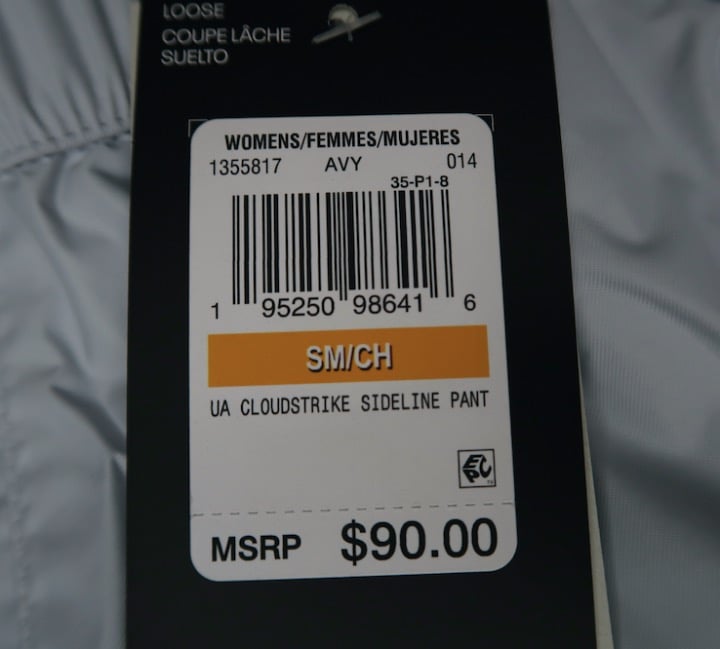 LOOSE
COUPE LÂCHE
SUELTO
WOMENS/FEMMES/MUJERES
1355817 AVY 014
35-P1-8
1 95250 98641 6
SM/CH
UA CLOUDSTRIKE SIDELINE PANT
EPC
MSRP $90.00